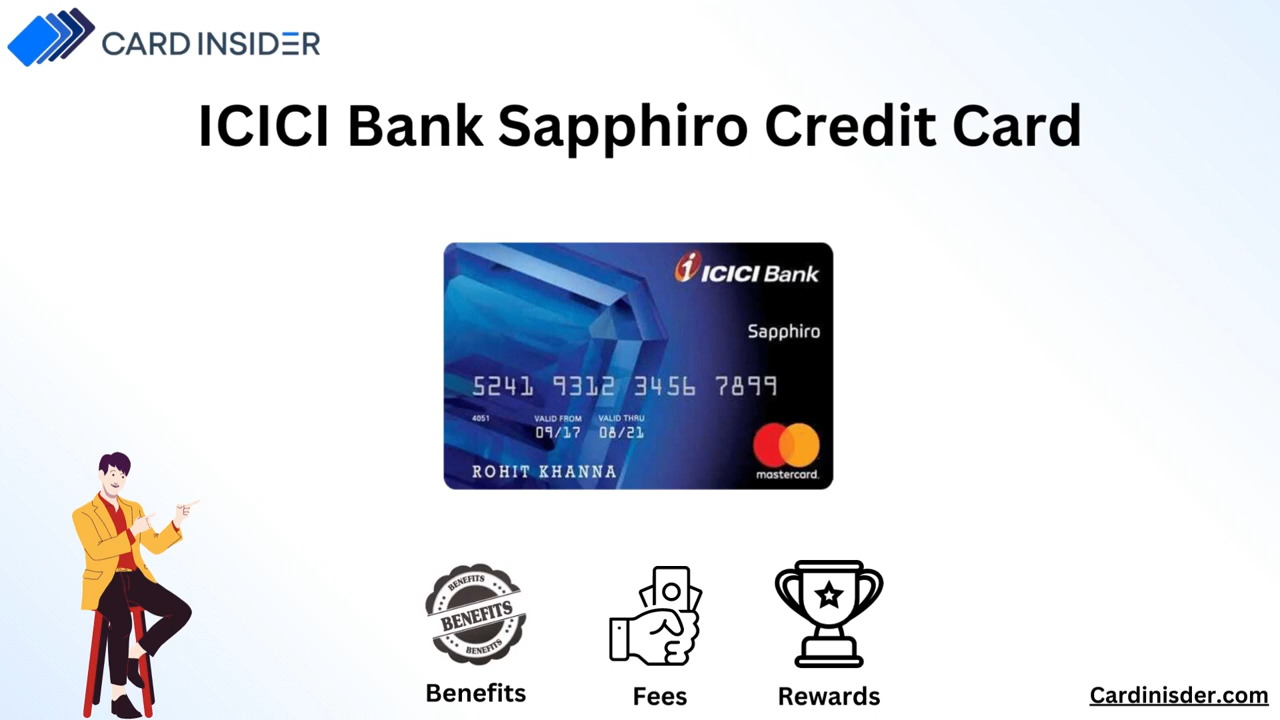 CARD INSIDER
ICICI Bank Sapphiro Credit Card
i ICICI Bank
Sapphiro
5241 9312 3456 7899
4051 VALID FROM VALID THRU
09/17 08/21
ROHIT KHANNA
mastercard.
BENEFITS
BENEFITS
BENEFITS
Benefits
Fees
Rewards
Cardinisder.com